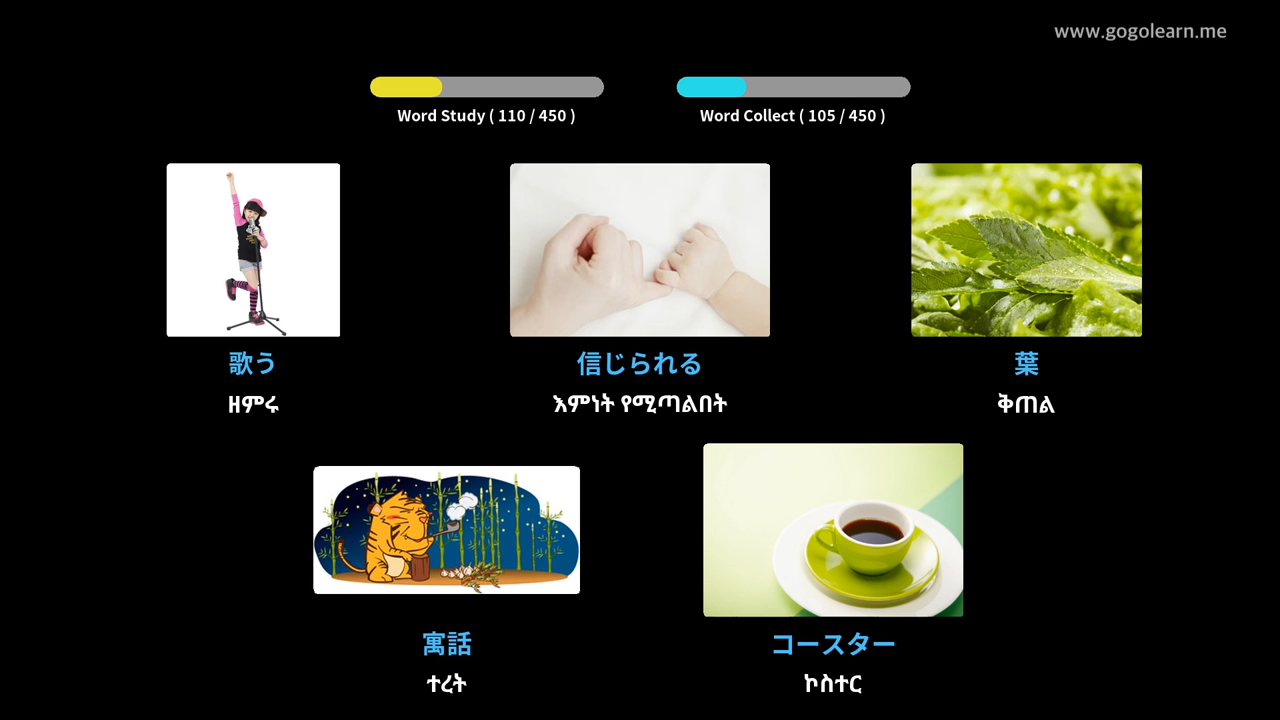 www.gogolearn.me
Word Study ( 110 / 450 )
Word Collect ( 105 / 450 )
歌う
信じられる
葉
ዘምሩ
እምነት የሚጣልበት
ቅጠል
寓話
コースター
ተረት
ኮስተር